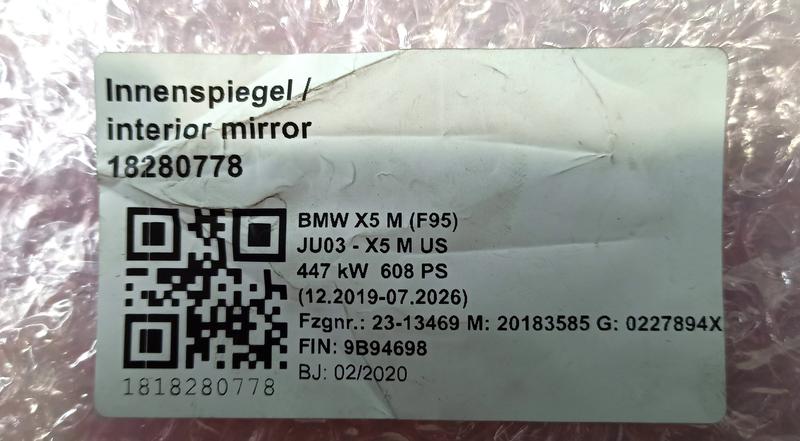 Innenspiegel /
interior mirror
18280778
BMW X5 M (F95)
JU03 - X5 M US
447 kW 608 PS
(12.2019-07.2026)
Fzgnr.: 23-13469 M: 20183585 G: 0227894X
FIN: 9B94698
BJ: 02/2020
1818280778